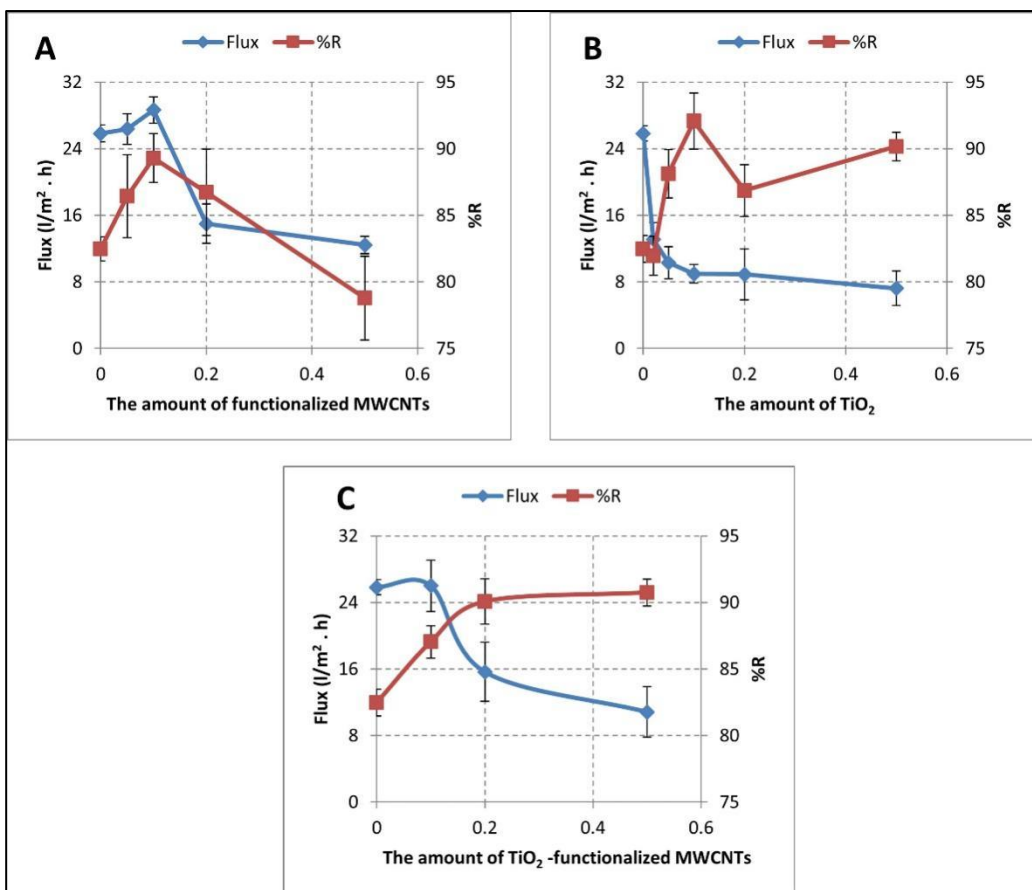 A
Flux %R
32
24
16
8
0
Flux (l/m² . h)
95
90
85
80
75
%R
0 0.2 0.4 0.6
The amount of functionalized MWCNTs
B
Flux %R
32
24
16
8
0
Flux (l/m² . h)
95
90
85
80
75
%R
0 0.2 0.4 0.6
The amount of TiO₂
C
Flux %R
32
24
16
8
0
Flux (l/m² . h)
95
90
85
80
75
%R
0 0.2 0.4 0.6
The amount of TiO₂ -functionalized MWCNTs